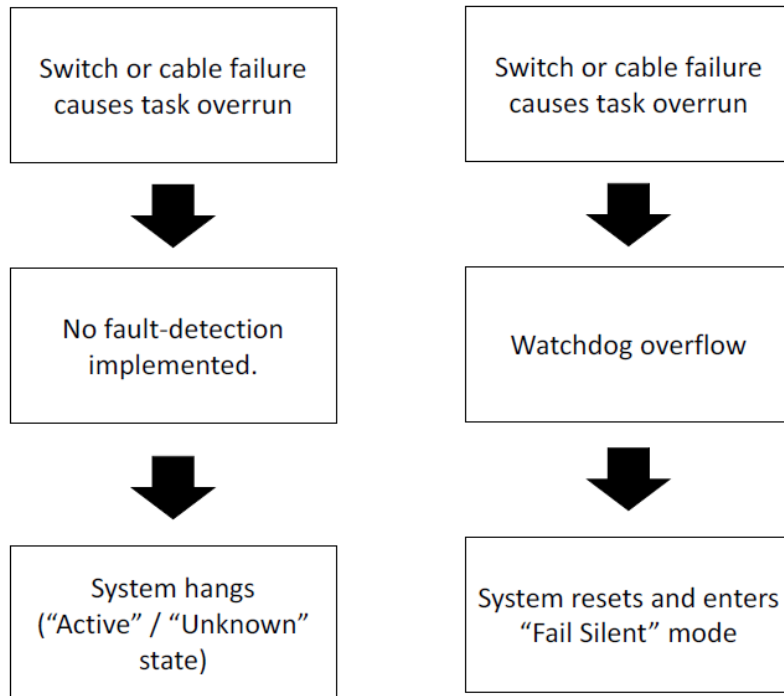 Switch or cable failure
causes task overrun
No fault-detection
implemented.
System hangs
(“Active” / “Unknown”
state)
Switch or cable failure
causes task overrun
Watchdog overflow
System resets and enters
“Fail Silent” mode